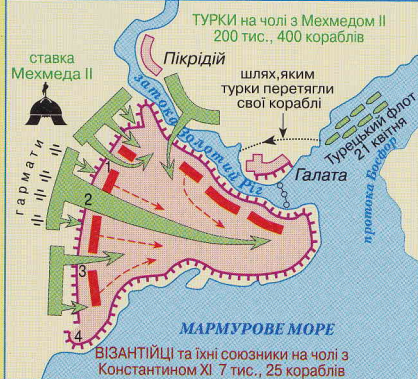 ТУРКИ на чолі з Мехмедом II
200 тис., 400 кораблів
ставка
Мехмеда II
Пікрідій
шлях, яким
турки перетягли
свої кораблі
затока Золотий Ріг
Турецький флот
21 квітня
Галата
протока Босфор
гармати
1
2
3
4
МАРМУРОВЕ МОРЕ
ВІЗАНТІЙЦІ та їхні союзники на чолі з
Константином XI 7 тис., 25 кораблів